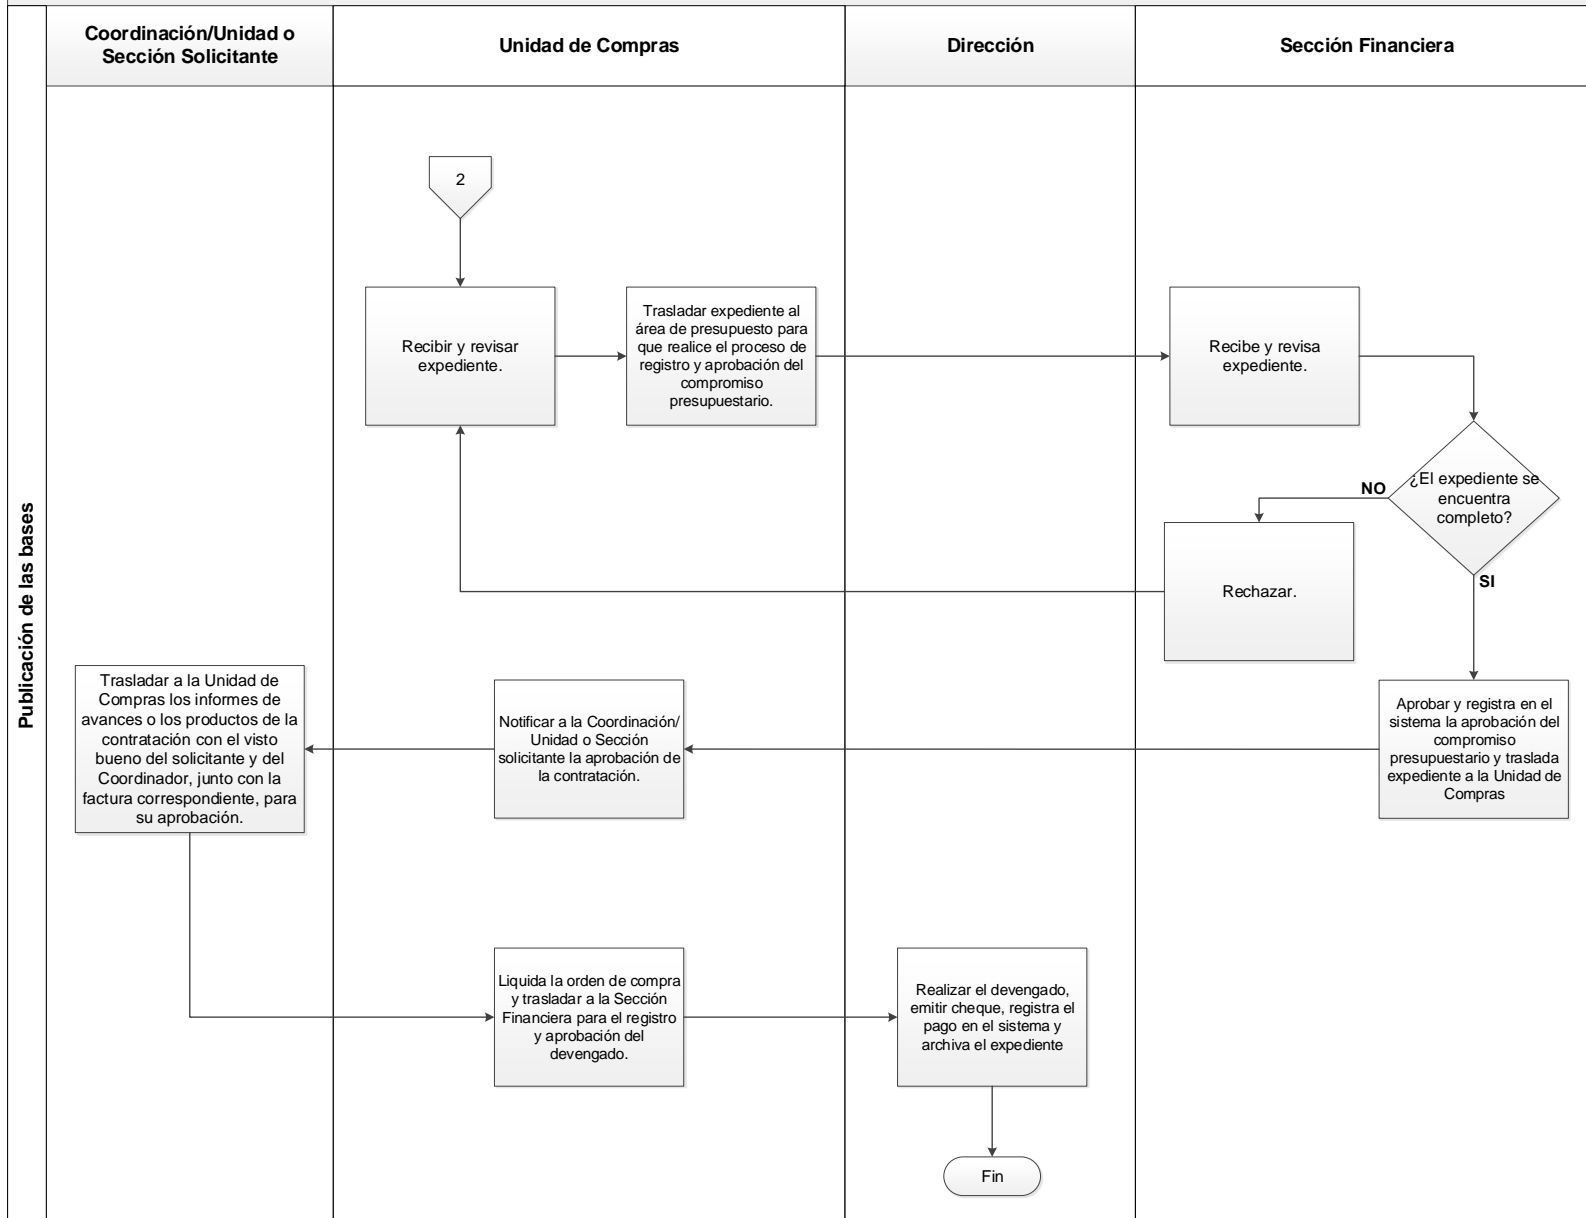 Coordinación/Unidad o
Sección Solicitante
Unidad de Compras
Dirección
Sección Financiera
Publicación de las bases
2
Recibir y revisar
expediente.
Trasladar expediente al
área de presupuesto para
que realice el proceso de
registro y aprobación del
compromiso
presupuestario.
Recibe y revisa
expediente.
¿El expediente se
encuentra
completo?
NO
SI
Rechazar.
Aprobar y registra en el
sistema la aprobación del
compromiso
presupuestario y traslada
expediente a la Unidad de
Compras
Notificar a la Coordinación/
Unidad o Sección
solicitante la aprobación de
la contratación.
Trasladar a la Unidad de
Compras los informes de
avances o los productos de la
contratación con el visto
bueno del solicitante y del
Coordinador, junto con la
factura correspondiente, para
su aprobación.
Liquida la orden de compra
y trasladar a la Sección
Financiera para el registro
y aprobación del
devengado.
Realizar el devengado,
emitir cheque, registra el
pago en el sistema y
archiva el expediente
Fin